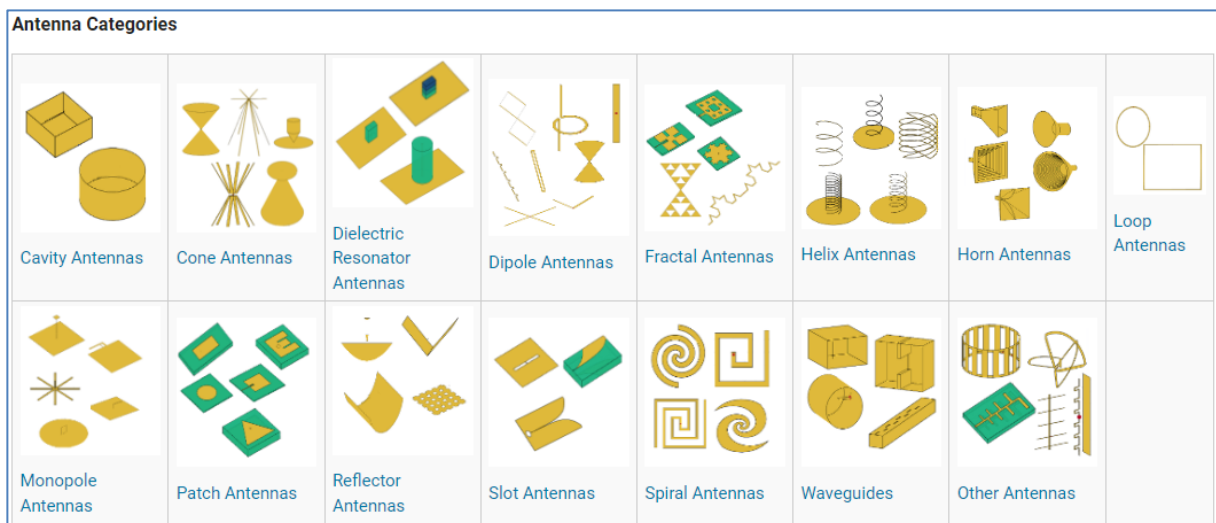 Antenna Categories
Cavity Antennas
Cone Antennas
Dielectric
Resonator
Antennas
Dipole Antennas
Fractal Antennas
Helix Antennas
Horn Antennas
Loop
Antennas
Monopole
Antennas
Patch Antennas
Reflector
Antennas
Slot Antennas
Spiral Antennas
Waveguides
Other Antennas